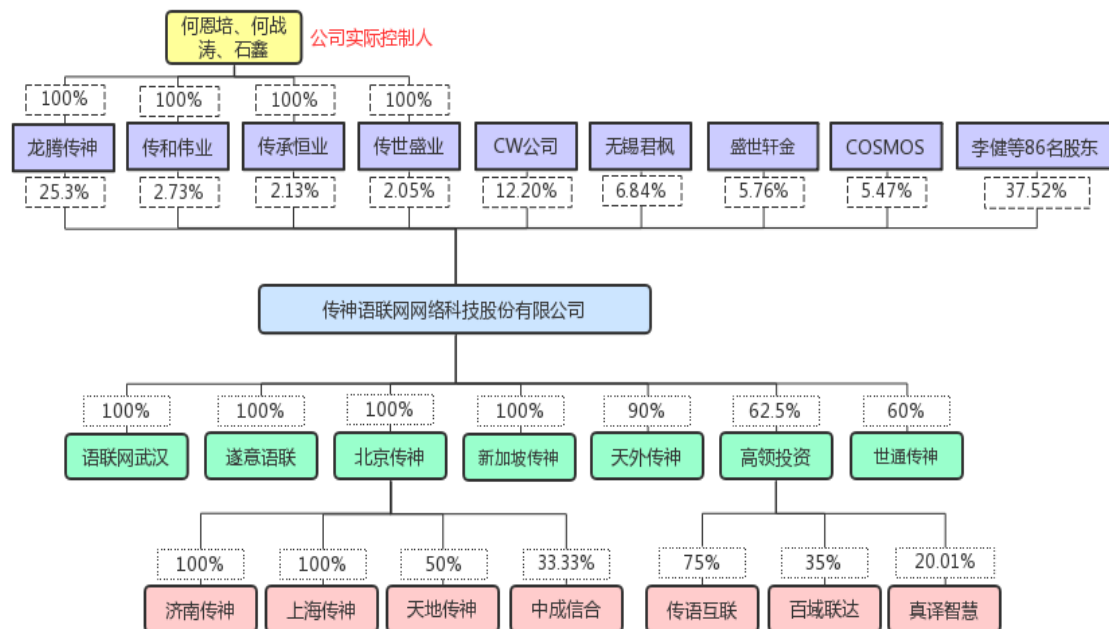 何恩培、何战
涛、石鑫
公司实际控制人
100%
100%
100%
100%
龙腾传神
传和伟业
传承恒业
传世盛业
CW公司
无锡君枫
盛世轩金
COSMOS
李健等86名股东
25.3%
2.73%
2.13%
2.05%
12.20%
6.84%
5.76%
5.47%
37.52%
传神语联网网络科技股份有限公司
100%
100%
100%
100%
90%
62.5%
60%
语联网武汉
遂意语联
北京传神
新加坡传神
天外传神
高领投资
世通传神
100%
100%
50%
33.33%
75%
35%
20.01%
济南传神
上海传神
天地传神
中成信合
传语互联
百域联达
真译智慧